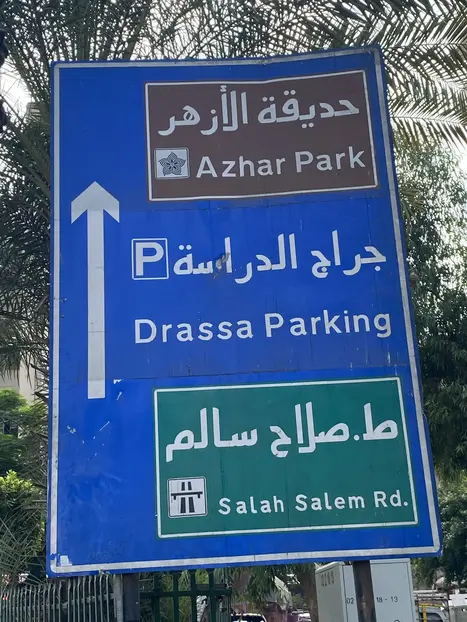 حديقة الأزهر
Azhar Park
P جراج الدراسة
Drassa Parking
ط.صلاح سالم
Salah Salem Rd.